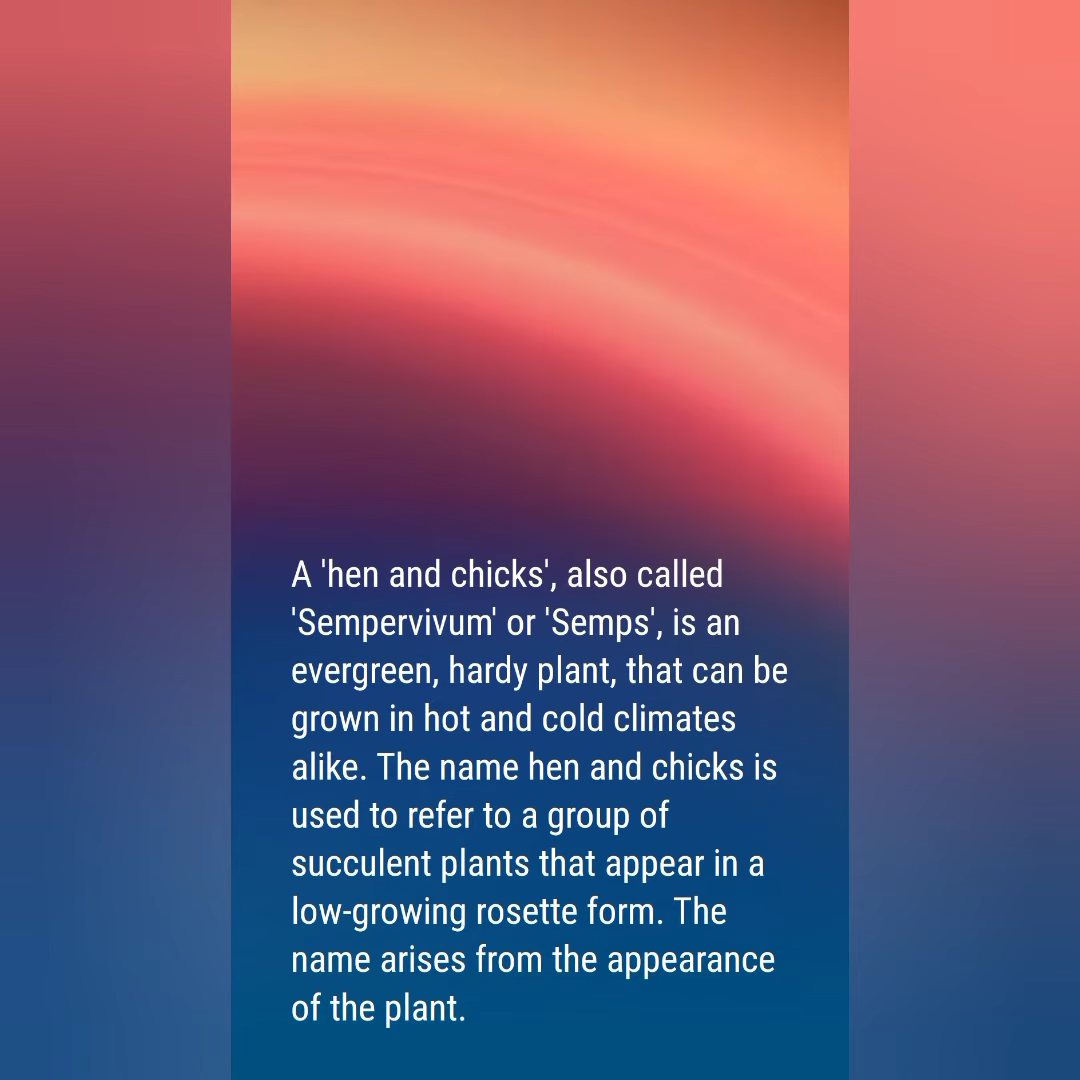 A 'hen and chicks', also called
'Sempervivum' or 'Semps', is an
evergreen, hardy plant, that can be
grown in hot and cold climates
alike. The name hen and chicks is
used to refer to a group of
succulent plants that appear in a
low-growing rosette form. The
name arises from the appearance
of the plant.